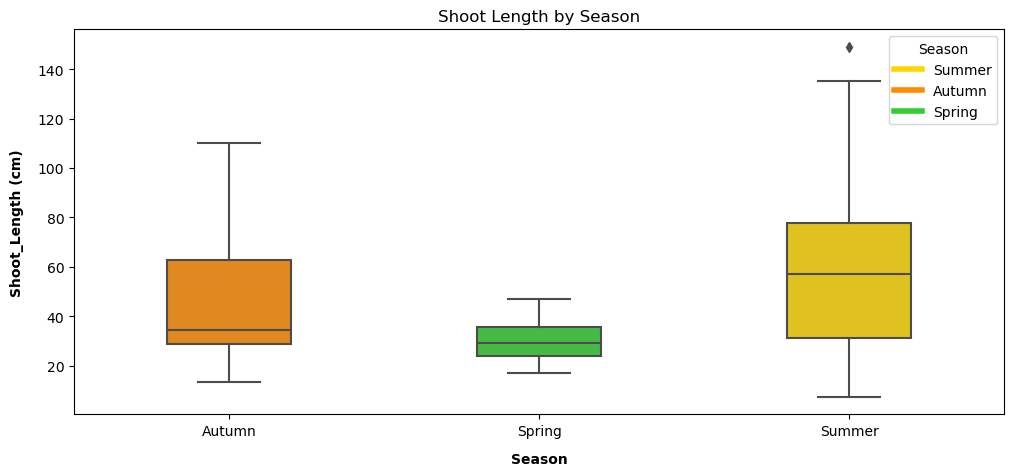 Shoot Length by Season
Shoot_Length (cm)
140
120
100
80
60
40
20
Season
Summer
Autumn
Spring
Autumn
Spring
Summer
Season